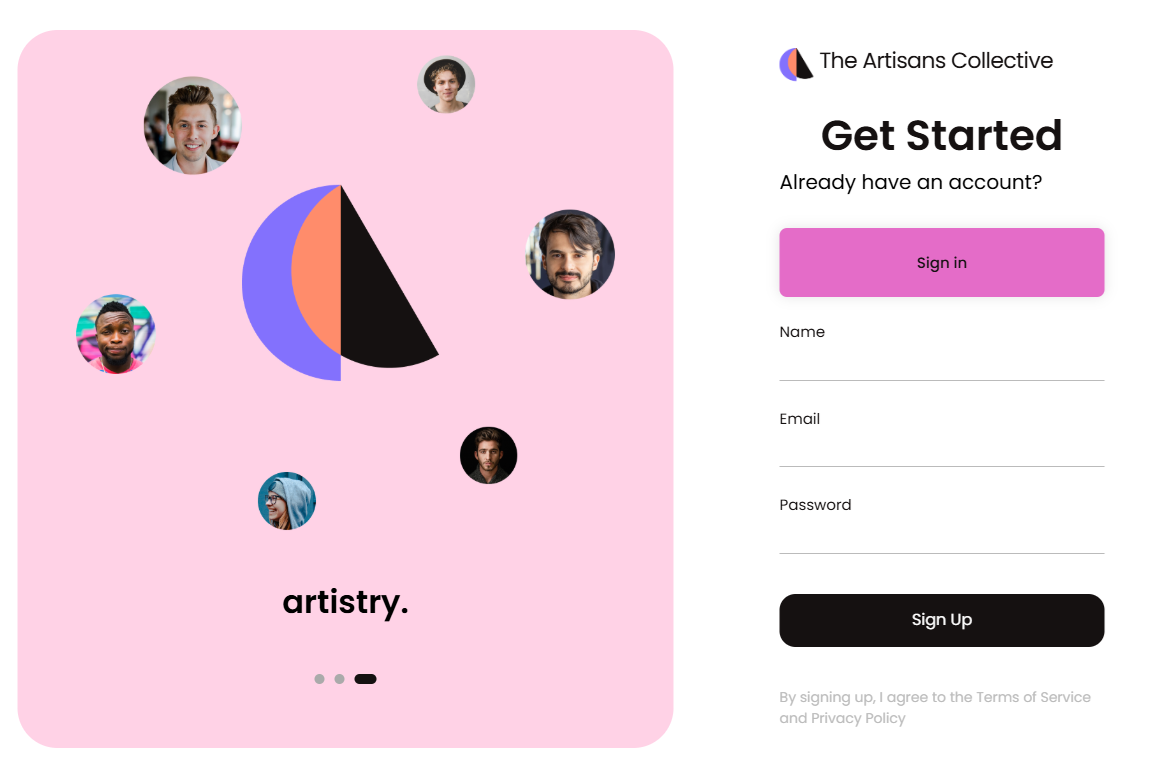 artistry.
The Artisans Collective
Get Started
Already have an account?
Sign in
Name
Email
Password
Sign Up
By signing up, I agree to the Terms of Service
and Privacy Policy